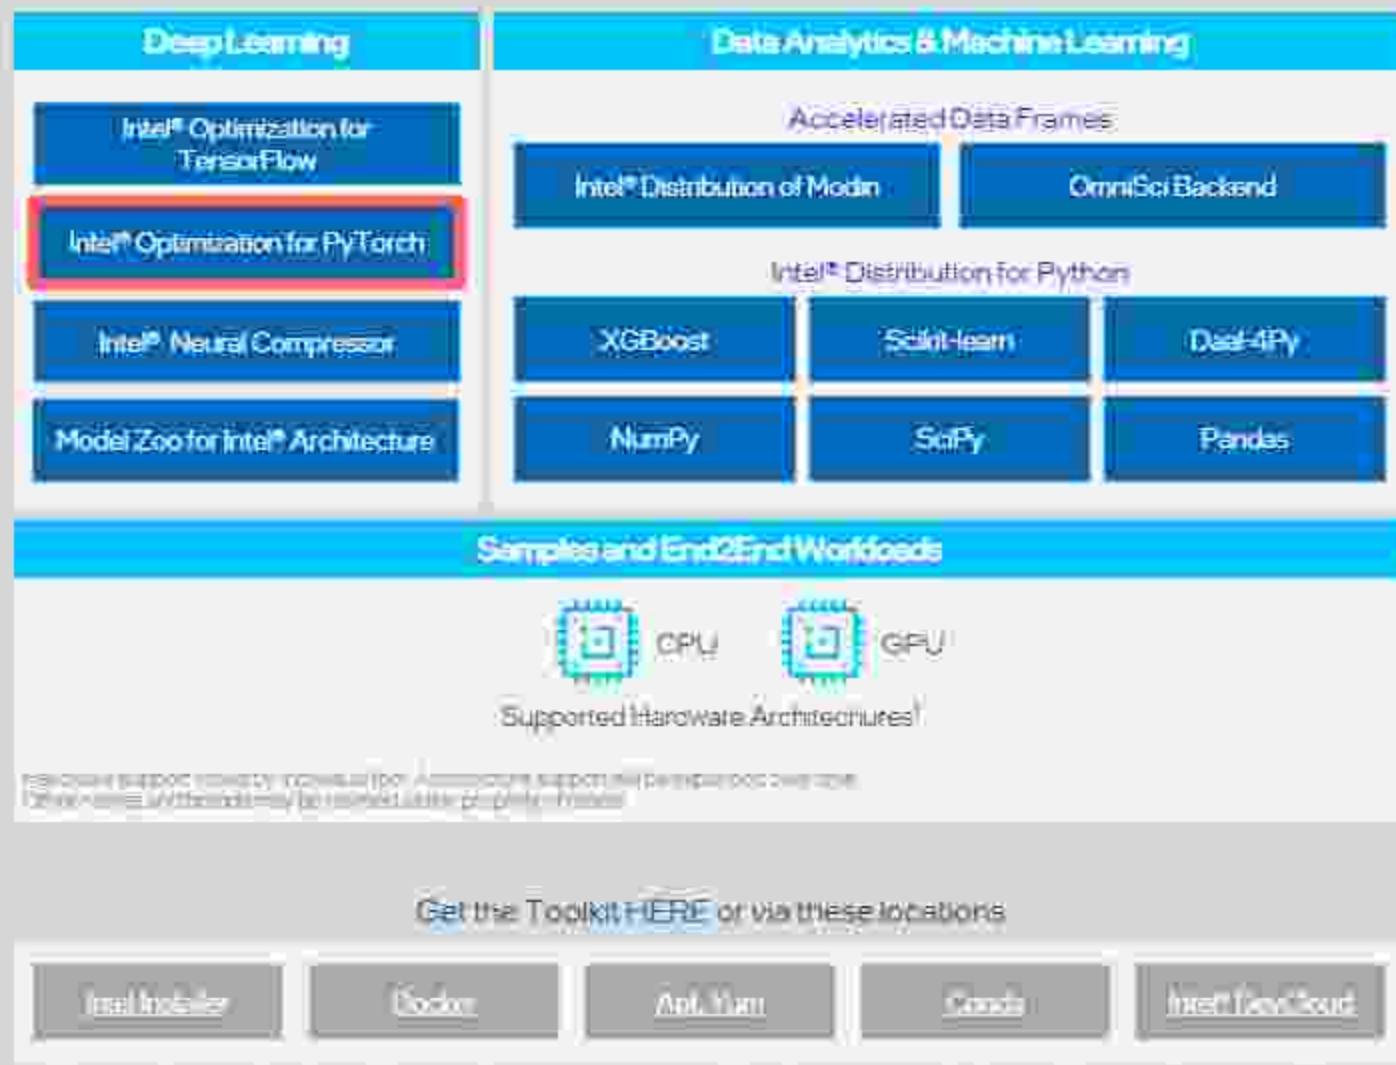 Deep Learning
Intel® Optimization for
TensorFlow
Intel® Optimization for PyTorch
Intel® Neural Compressor
Model Zoo for Intel® Architecture
Data Analytics & Machine Learning
Accelerated Data Frames
Intel® Distribution of Modin
OmniSci Backend
Intel® Distribution for Python
XGBoost
Scikit-learn
Daal-4Py
NumPy
SciPy
Pandas
Samples and End2End Workloads
CPU
GPU
Supported Hardware Architechures¹
Get the Toolkit HERE or via these locations
Intel Installer
Docker
Apt, Yum
Conda
Intel® DevCloud